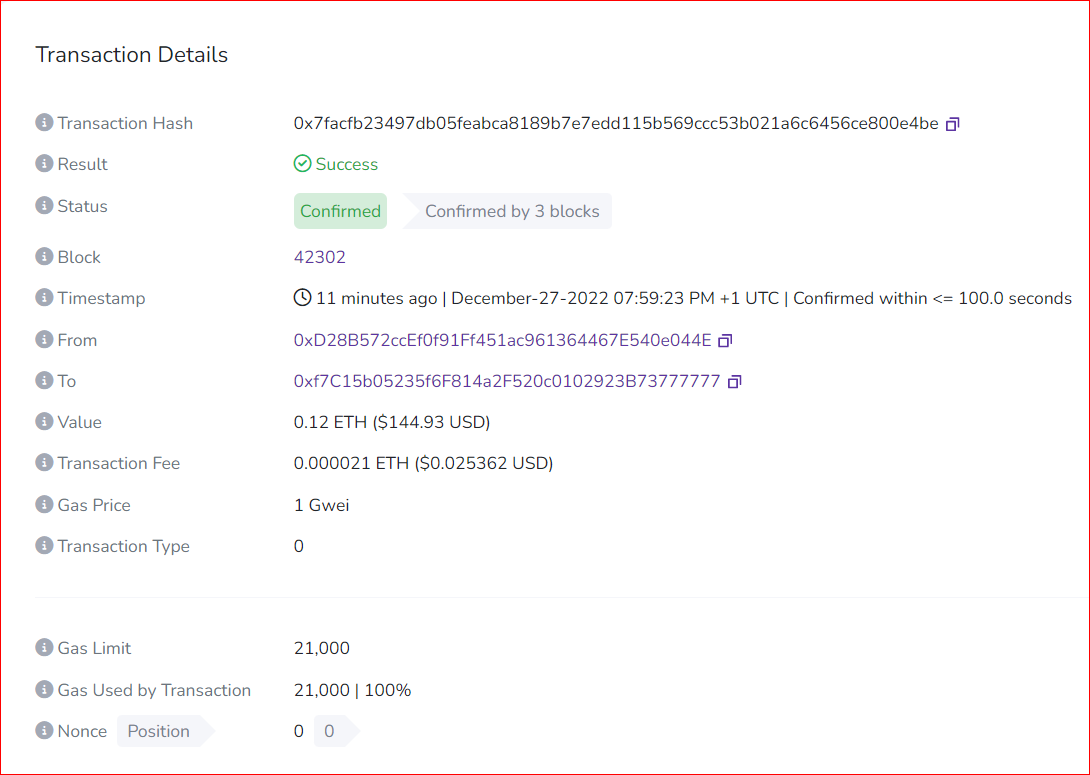 Transaction Details
Transaction Hash 0x7facfb23497db05feabca8189b7e7edd115b569ccc53b021a6c6456ce800e4be
Result Success
Status Confirmed Confirmed by 3 blocks
Block 42302
Timestamp 11 minutes ago | December-27-2022 07:59:23 PM +1 UTC | Confirmed within <= 100.0 seconds
From 0xD28B572ccEf0f91Ff451ac961364467E540e044E
To 0xf7C15b05235f6F814a2F520c0102923B73777777
Value 0.12 ETH ($144.93 USD)
Transaction Fee 0.000021 ETH ($0.025362 USD)
Gas Price 1 Gwei
Transaction Type 0
Gas Limit 21,000
Gas Used by Transaction 21,000 | 100%
Nonce Position 0 0